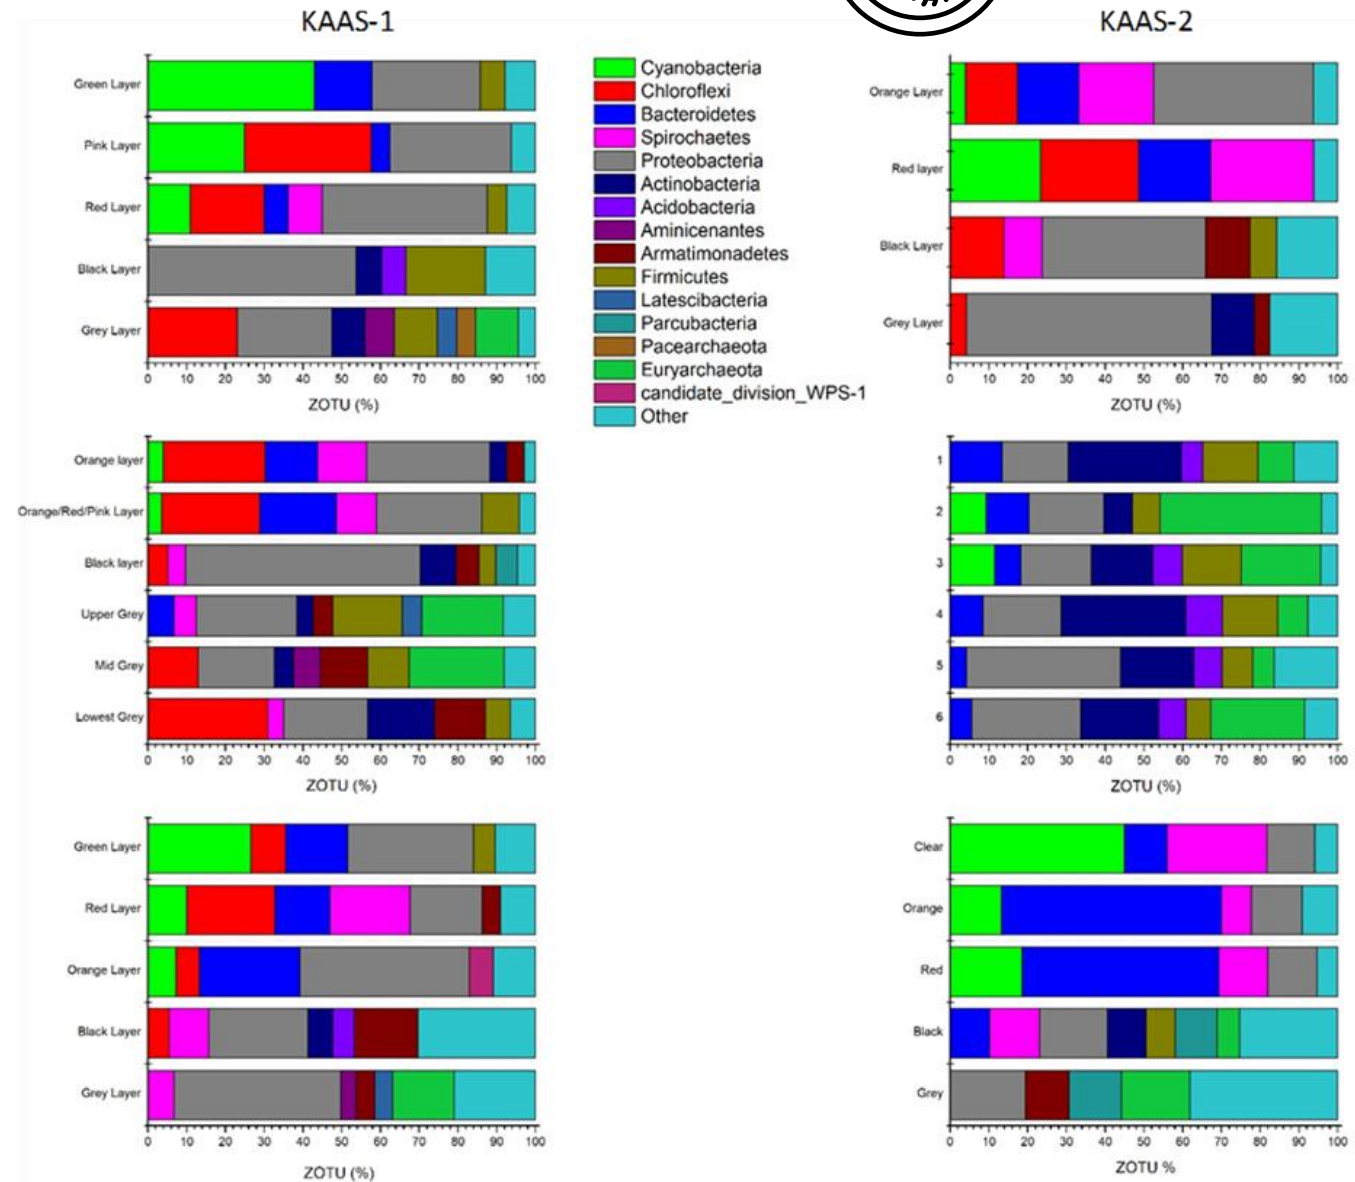 KAAS-1
KAAS-2
Green Layer
Pink Layer
Red Layer
Black Layer
Grey Layer
0 10 20 30 40 50 60 70 80 90 100
ZOTU (%)
Cyanobacteria
Chloroflexi
Bacteroidetes
Spirochaetes
Proteobacteria
Actinobacteria
Acidobacteria
Aminicenantes
Armatimonadetes
Firmicutes
Latescibacteria
Parcubacteria
Pacearchaeota
Euryarchaeota
candidate_division_WPS-1
Other
Orange Layer
Red layer
Black Layer
Grey Layer
0 10 20 30 40 50 60 70 80 90 100
ZOTU (%)
Orange layer
Orange/Red/Pink Layer
Black layer
Upper Grey
Mid Grey
Lowest Grey
0 10 20 30 40 50 60 70 80 90 100
ZOTU (%)
1
2
3
4
5
6
0 10 20 30 40 50 60 70 80 90 100
ZOTU (%)
Green Layer
Red Layer
Orange Layer
Black Layer
Grey Layer
0 10 20 30 40 50 60 70 80 90 100
ZOTU (%)
Clear
Orange
Red
Black
Grey
0 10 20 30 40 50 60 70 80 90 100
ZOTU %